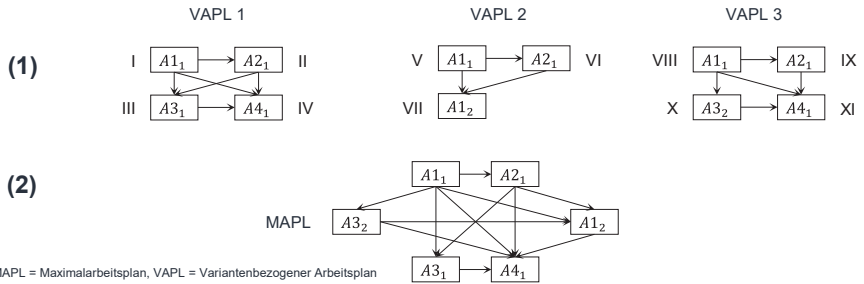 VAPL 1 VAPL 2 VAPL 3
(1)
I A1₁ A2₁ II V A1₁ A2₁ VI VIII A1₁ A2₁ IX
III A3₁ A4₁ IV VII A1₂ X A3₂ A4₁ XI
(2)
A1₁ A2₁
MAPL A3₂ A1₂
A3₁ A4₁
MAPL = Maximalarbeitsplan, VAPL = Variantenbezogener Arbeitsplan